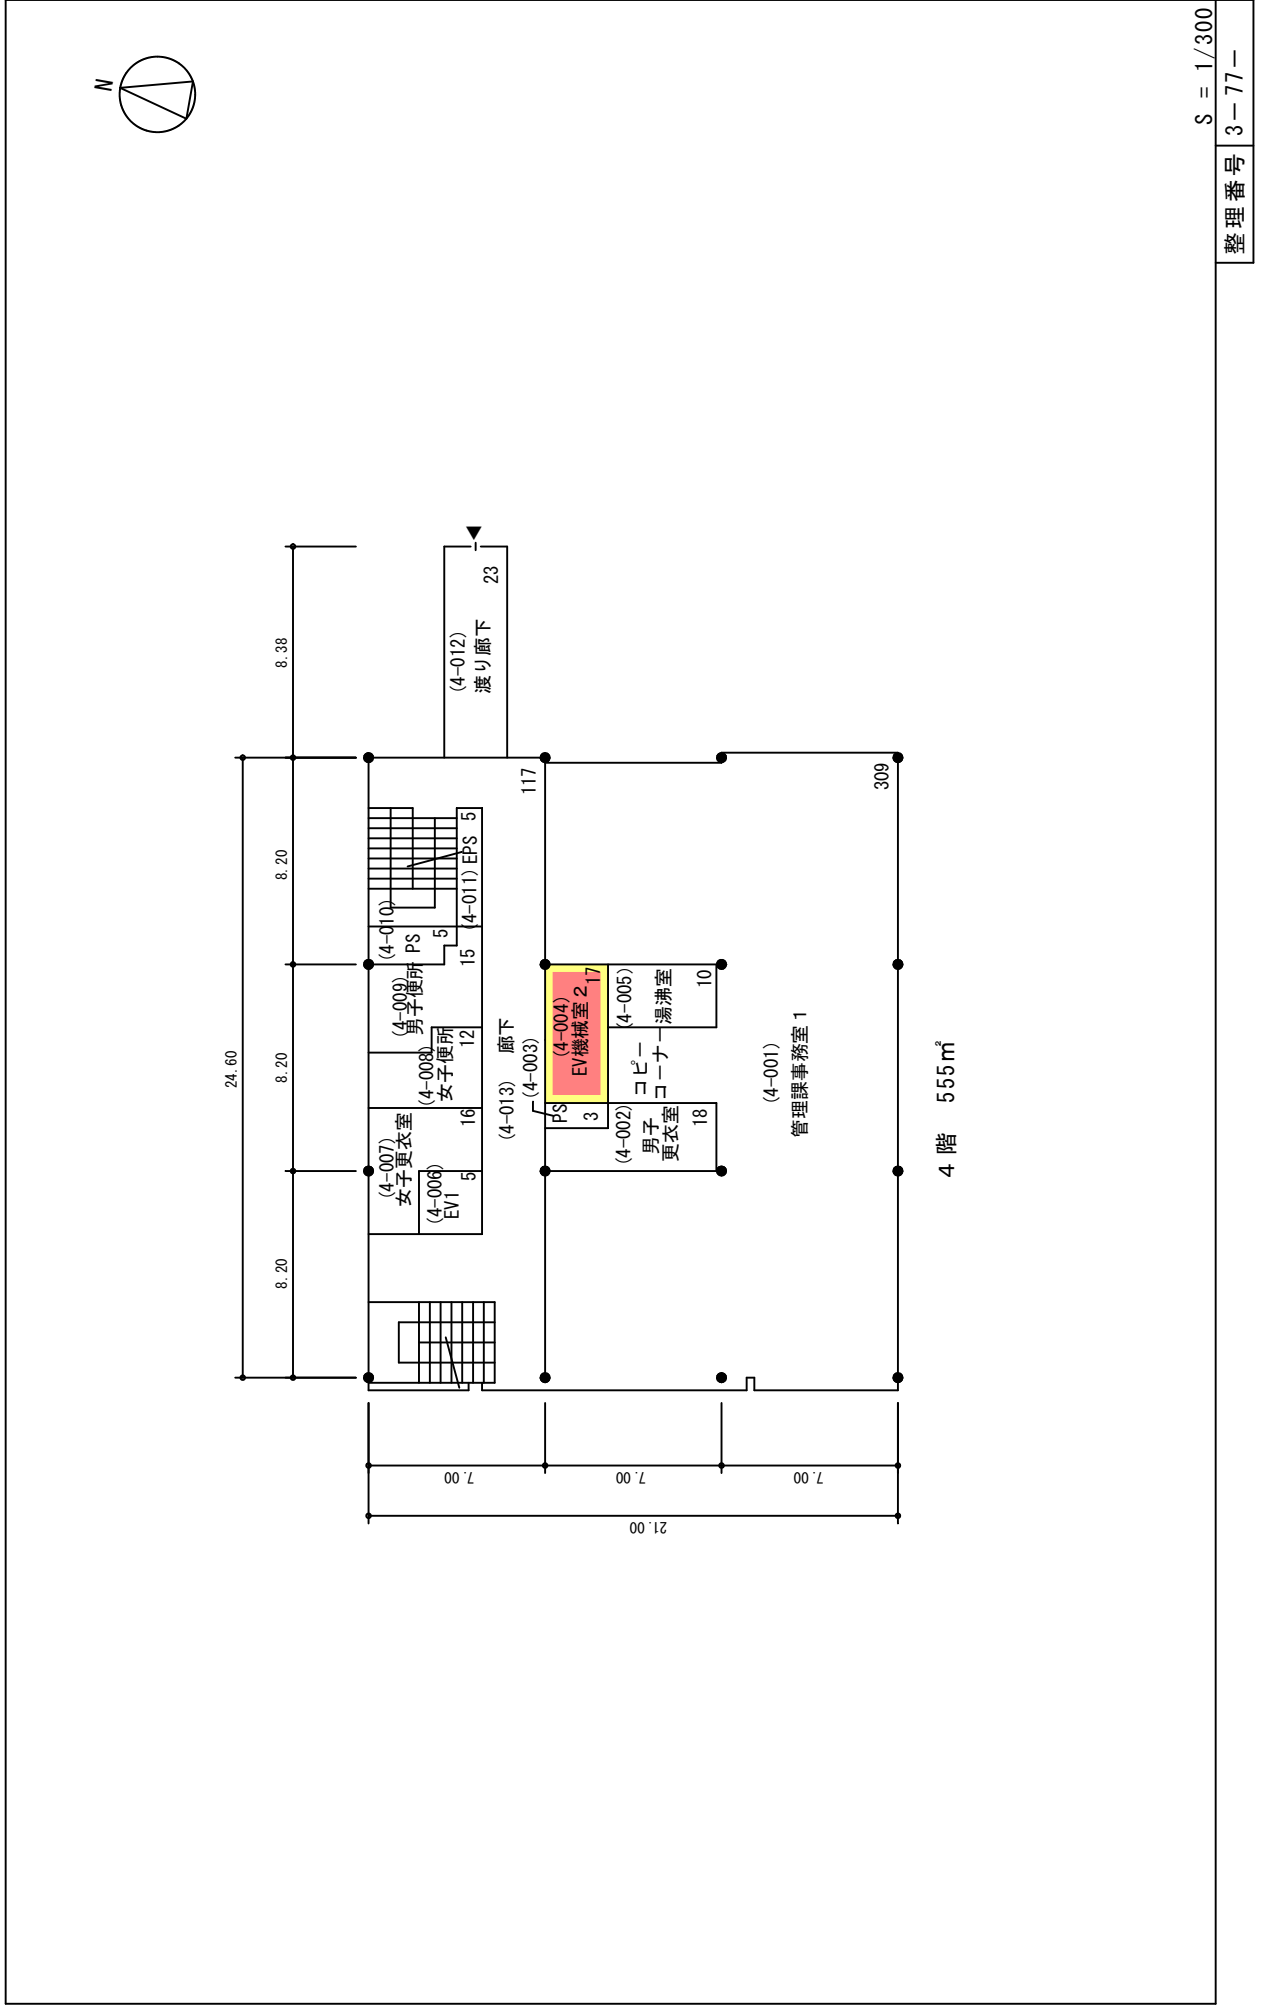 N
24.60
8.20
8.20
8.20
8.38
(4-012)
渡り廊下
23
117
309
(4-011) EPS
5
(4-010)
PS
5
(4-009)
男子便所
15
(4-008)
女子便所
12
(4-007)
女子更衣室
16
(4-006)
EV1
5
(4-013)
廊下
(4-003)
PS
3
(4-004)
EV機械室2
17
(4-005)
湯沸室
10
コピー
コーナー
(4-002)
男子
更衣室
18
(4-001)
管理課事務室1
4階 555㎡
7.00
7.00
7.00
21.00
S = 1/300
整理番号 3－77－